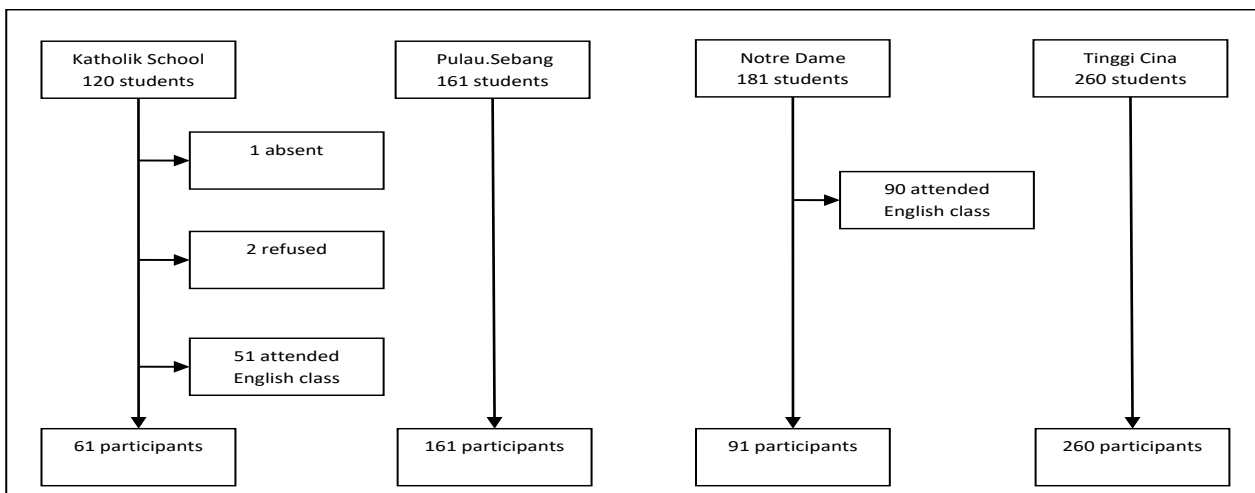 Katholik School
120 students
Pulau.Sebang
161 students
Notre Dame
181 students
Tinggi Cina
260 students
1 absent
90 attended
English class
2 refused
51 attended
English class
61 participants
161 participants
91 participants
260 participants